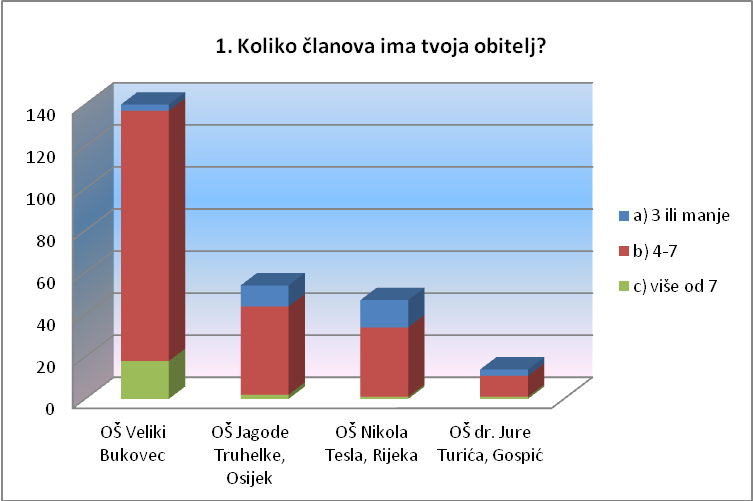 1. Koliko članova ima tvoja obitelj?
140
120
100
80
60
40
20
0
OŠ Veliki
Bukovec
OŠ Jagode
Truhelke,
Osijek
OŠ Nikola
Tesla, Rijeka
OŠ dr. Jure
Turića, Gospić
a) 3 ili manje
b) 4-7
c) više od 7